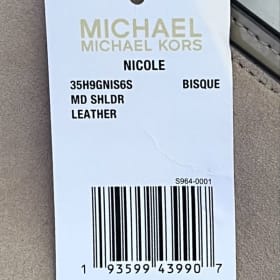 MICHAEL
MICHAEL KORS
NICOLE
35H9GNIS6S BISQUE
MD SHLDR
LEATHER
S964-0001
1 93599 43990 7